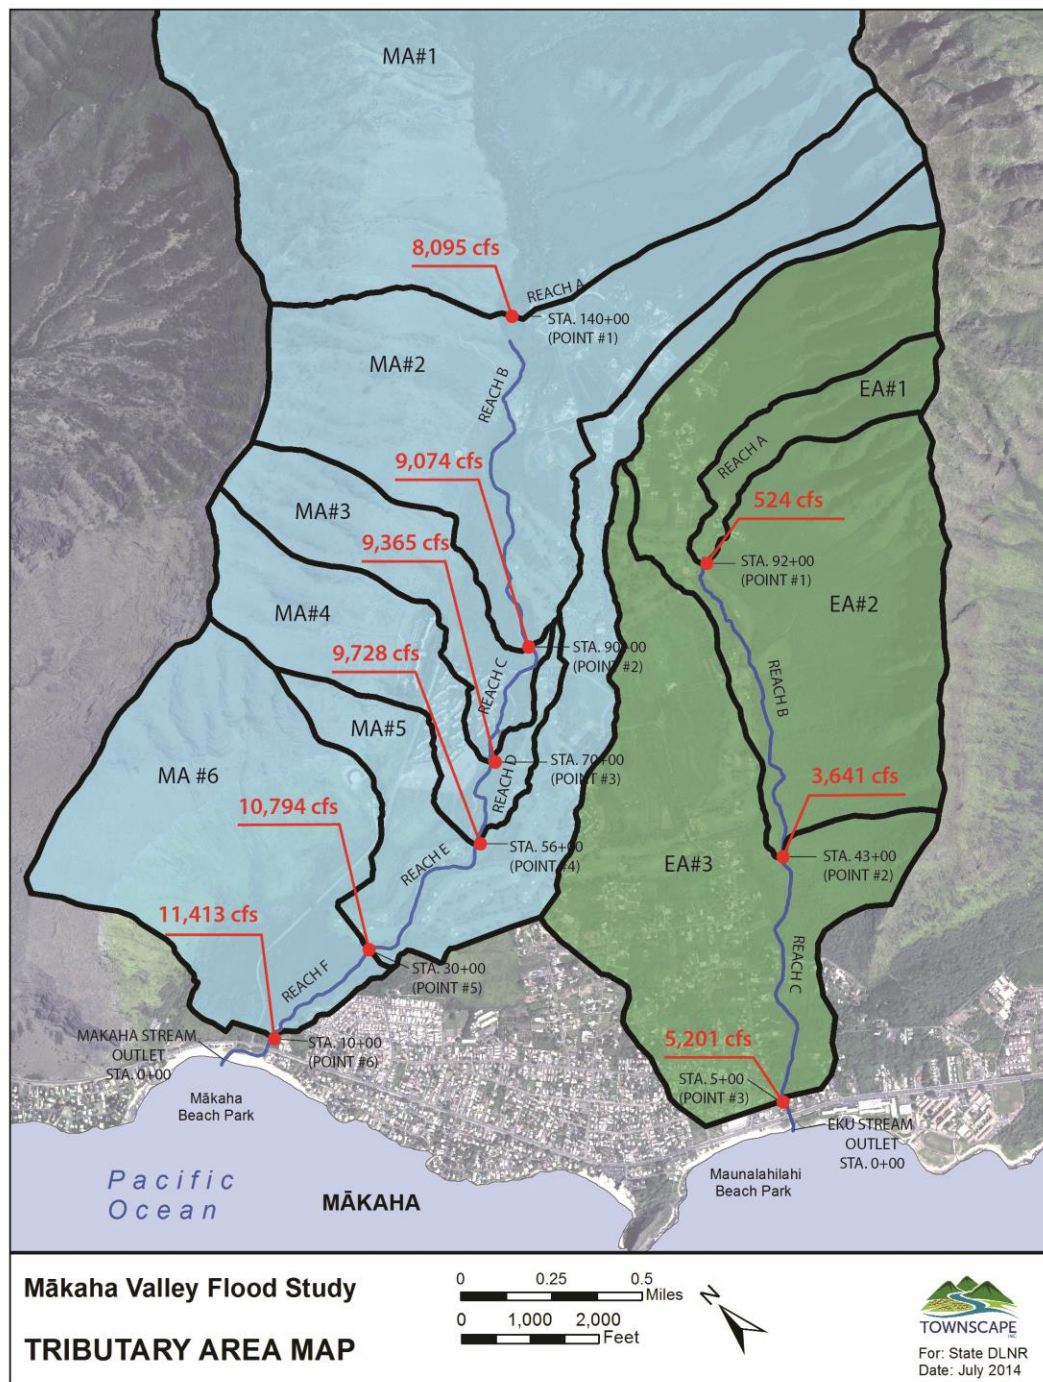 MA#1
8,095 cfs
REACH A
STA. 140+00
(POINT #1)
MA#2
REACH B
EA#1
REACH A
9,074 cfs
524 cfs
MA#3
9,365 cfs
STA. 92+00
(POINT #1)
MA#4
EA#2
9,728 cfs
STA. 90+00
(POINT #2)
REACH C
REACH B
MA#5
MA #6
STA. 70+00
(POINT #3)
REACH D
3,641 cfs
10,794 cfs
REACH E
STA. 56+00
(POINT #4)
EA#3
STA. 43+00
(POINT #2)
11,413 cfs
REACH F
STA. 30+00
(POINT #5)
REACH C
MAKAHA STREAM
OUTLET
STA. 0+00
STA. 10+00
(POINT #6)
5,201 cfs
STA. 5+00
(POINT #3)
Mākaha
Beach Park
EKU STREAM
OUTLET
STA. 0+00
Maunalahilahi
Beach Park
Pacific
Ocean
MĀKAHA
Mākaha Valley Flood Study
TRIBUTARY AREA MAP
0 0.25 0.5
Miles
0 1,000 2,000
Feet
N
TOWNSCAPE
INC
For: State DLNR
Date: July 2014